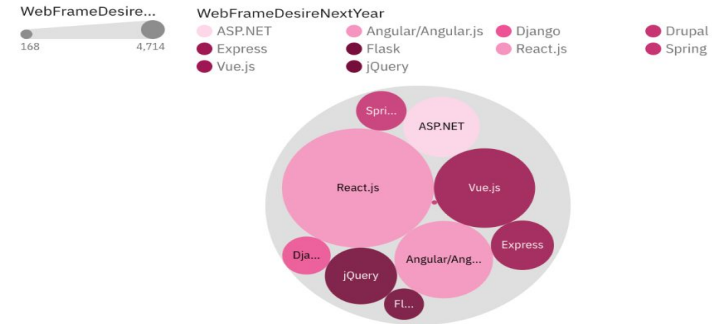 WebFrameDesire...
168
4,714
WebFrameDesireNextYear
ASP.NET
Angular/Angular.js
Django
Drupal
Express
Flask
React.js
Spring
Vue.js
jQuery
Spri...
ASP.NET
React.js
Vue.js
Express
Dja...
Angular/Ang...
jQuery
Fl...